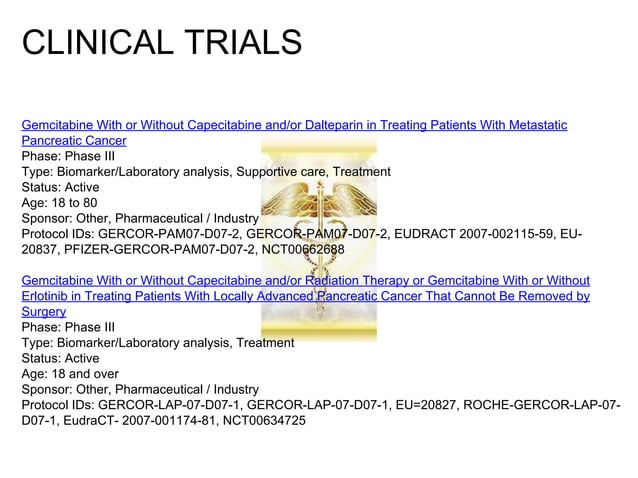 CLINICAL TRIALS
Gemcitabine With or Without Capecitabine and/or Dalteparin in Treating Patients With Metastatic
Pancreatic Cancer
Phase: Phase III
Type: Biomarker/Laboratory analysis, Supportive care, Treatment
Status: Active
Age: 18 to 80
Sponsor: Other, Pharmaceutical / Industry
Protocol IDs: GERCOR-PAM07-D07-2, GERCOR-PAM07-D07-2, EUDRACT 2007-002115-59, EU-
20837, PFIZER-GERCOR-PAM07-D07-2, NCT00662688
Gemcitabine With or Without Capecitabine and/or Radiation Therapy or Gemcitabine With or Without
Erlotinib in Treating Patients With Locally Advanced Pancreatic Cancer That Cannot Be Removed by
Surgery
Phase: Phase III
Type: Biomarker/Laboratory analysis, Treatment
Status: Active
Age: 18 and over
Sponsor: Other, Pharmaceutical / Industry
Protocol IDs: GERCOR-LAP-07-D07-1, GERCOR-LAP-07-D07-1, EU=20827, ROCHE-GERCOR-LAP-07-
D07-1, EudraCT- 2007-001174-81, NCT00634725